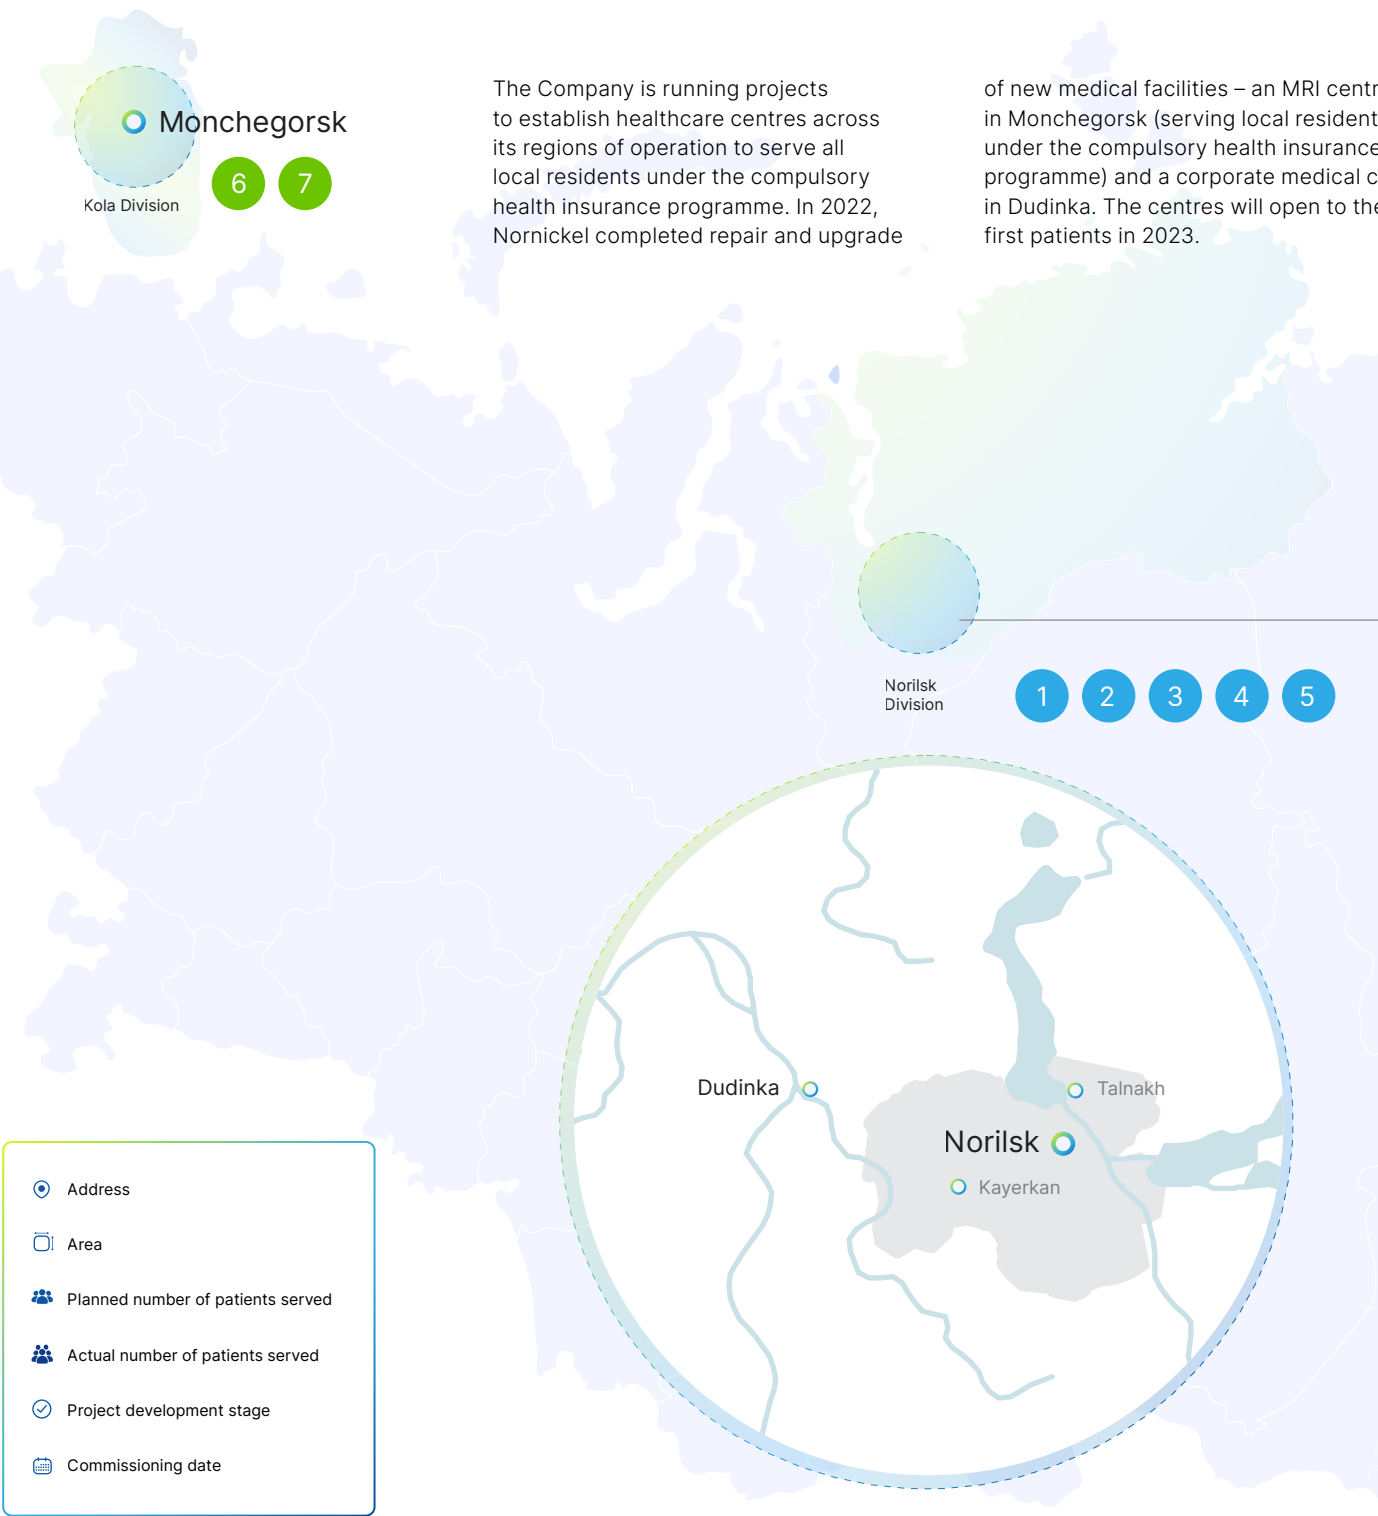 Monchegorsk
6 7
Kola Division
The Company is running projects
to establish healthcare centres across
its regions of operation to serve all
local residents under the compulsory
health insurance programme. In 2022,
Nornickel completed repair and upgrade
of new medical facilities – an MRI centr
in Monchegorsk (serving local resident
under the compulsory health insurance
programme) and a corporate medical c
in Dudinka. The centres will open to the
first patients in 2023.
Norilsk
Division
1 2 3 4 5
Dudinka
Talnakh
Norilsk
Kayerkan
Address
Area
Planned number of patients served
Actual number of patients served
Project development stage
Commissioning date